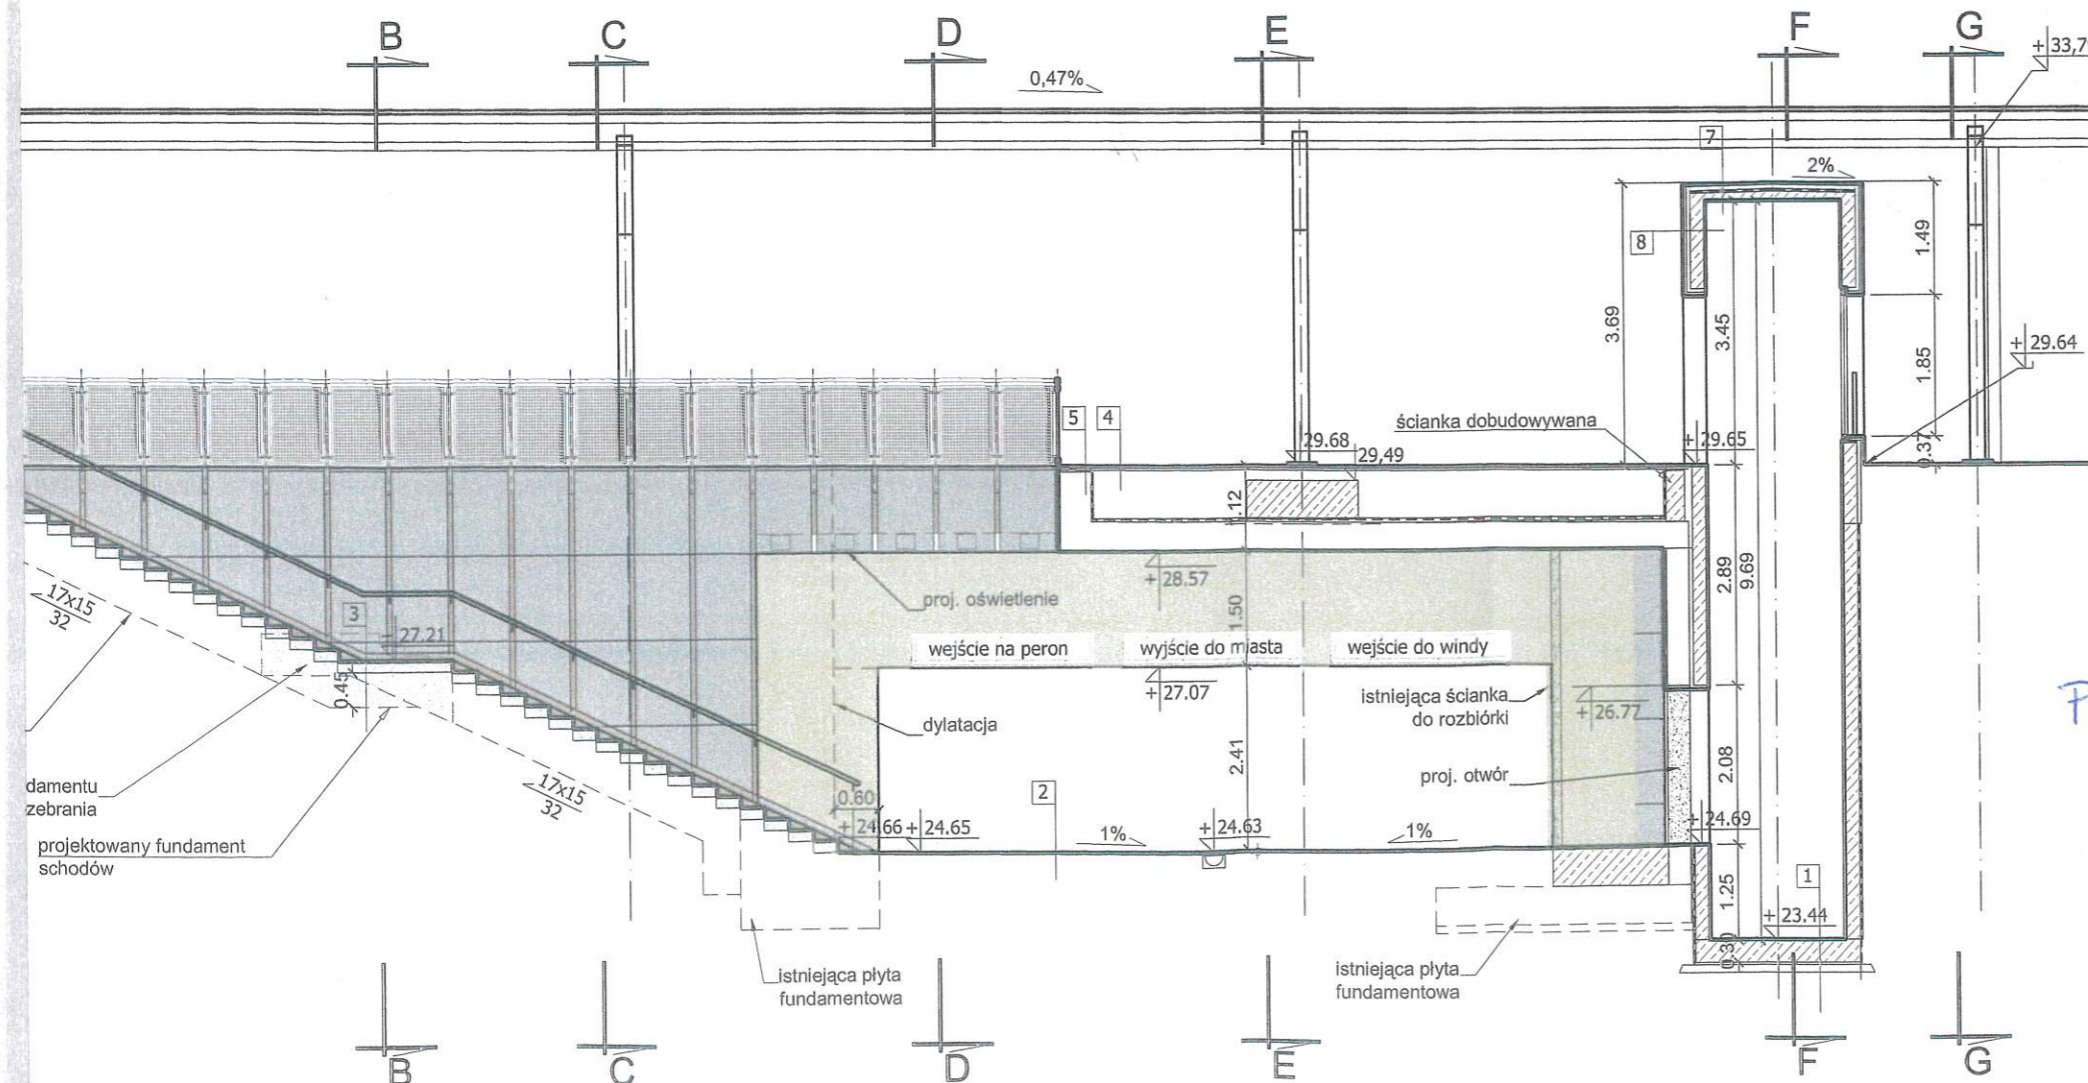 B C D E F G
+33,7
0,47%
7
2%
8
1.49
3.69
3.45
1.85
+29.64
5 4
ścianka dobudowywana
29.68
29,49
+29.65
0.37
.12
17x15
32
3
27.21
0.45
proj. oświetlenie
+28.57
1.50
2.89
9.69
wejście na peron wyjście do miasta wejście do windy
+27.07
istniejąca ścianka
do rozbiórki
+26.77
P
dylatacja
2.41
proj. otwór
2.08
damentu
zebrania
17x15
32
2
0.60
+24.66 +24.65
1%
+24.63
1%
+24.69
projektowany fundament
schodów
1.25
1
+23.44
0.30
istniejąca płyta
fundamentowa
istniejąca płyta
fundamentowa
B C D E F G